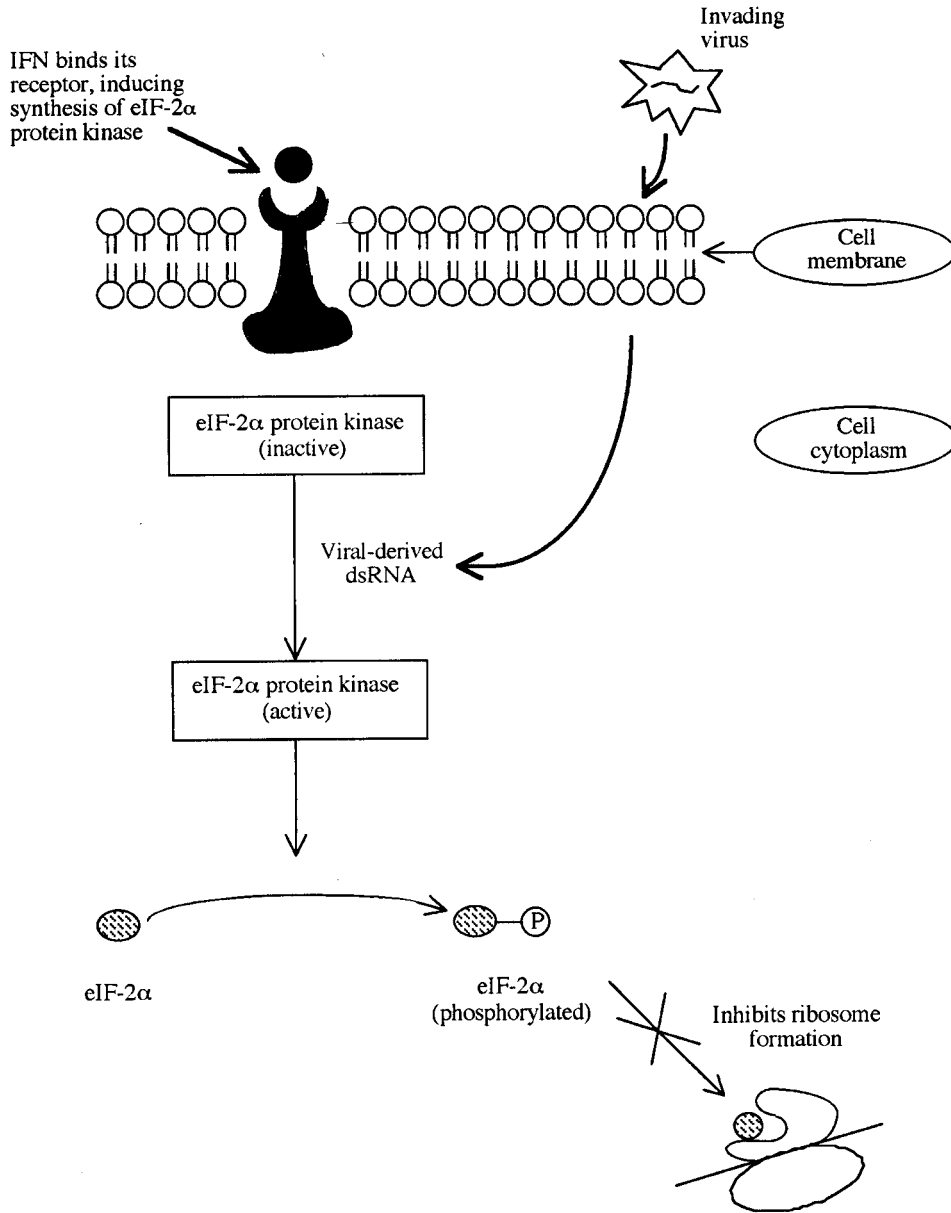 Invading
virus
IFN binds its
receptor, inducing
synthesis of eIF-2α
protein kinase
Cell
membrane
eIF-2α protein kinase
(inactive)
Cell
cytoplasm
Viral-derived
dsRNA
eIF-2α protein kinase
(active)
P
eIF-2α
eIF-2α
(phosphorylated)
Inhibits ribosome
formation